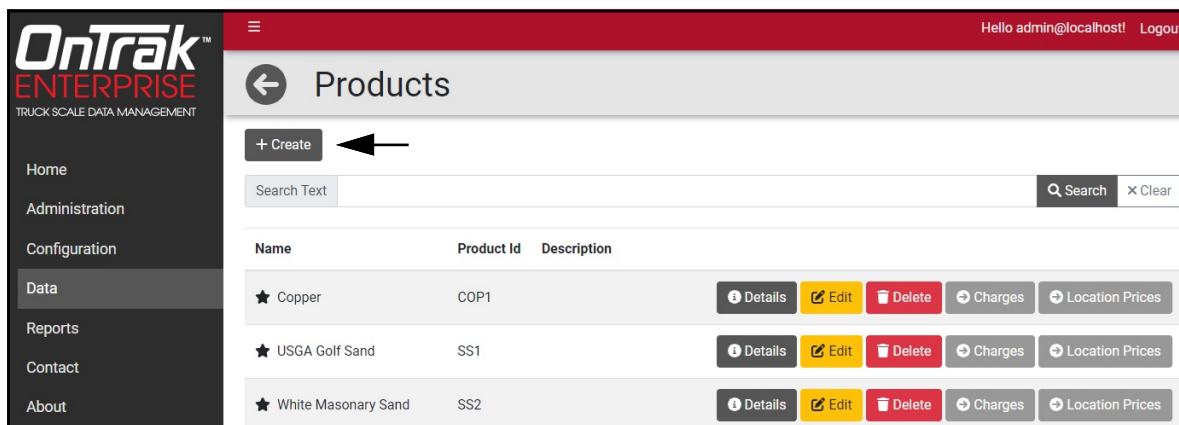 OnTrak™
ENTERPRISE
TRUCK SCALE DATA MANAGEMENT
Home
Administration
Configuration
Data
Reports
Contact
About
Hello admin@localhost! Logout
Products
+ Create
Search Text Search × Clear
Name Product Id Description
Copper COP1 Details Edit Delete Charges Location Prices
USGA Golf Sand SS1 Details Edit Delete Charges Location Prices
White Masonary Sand SS2 Details Edit Delete Charges Location Prices